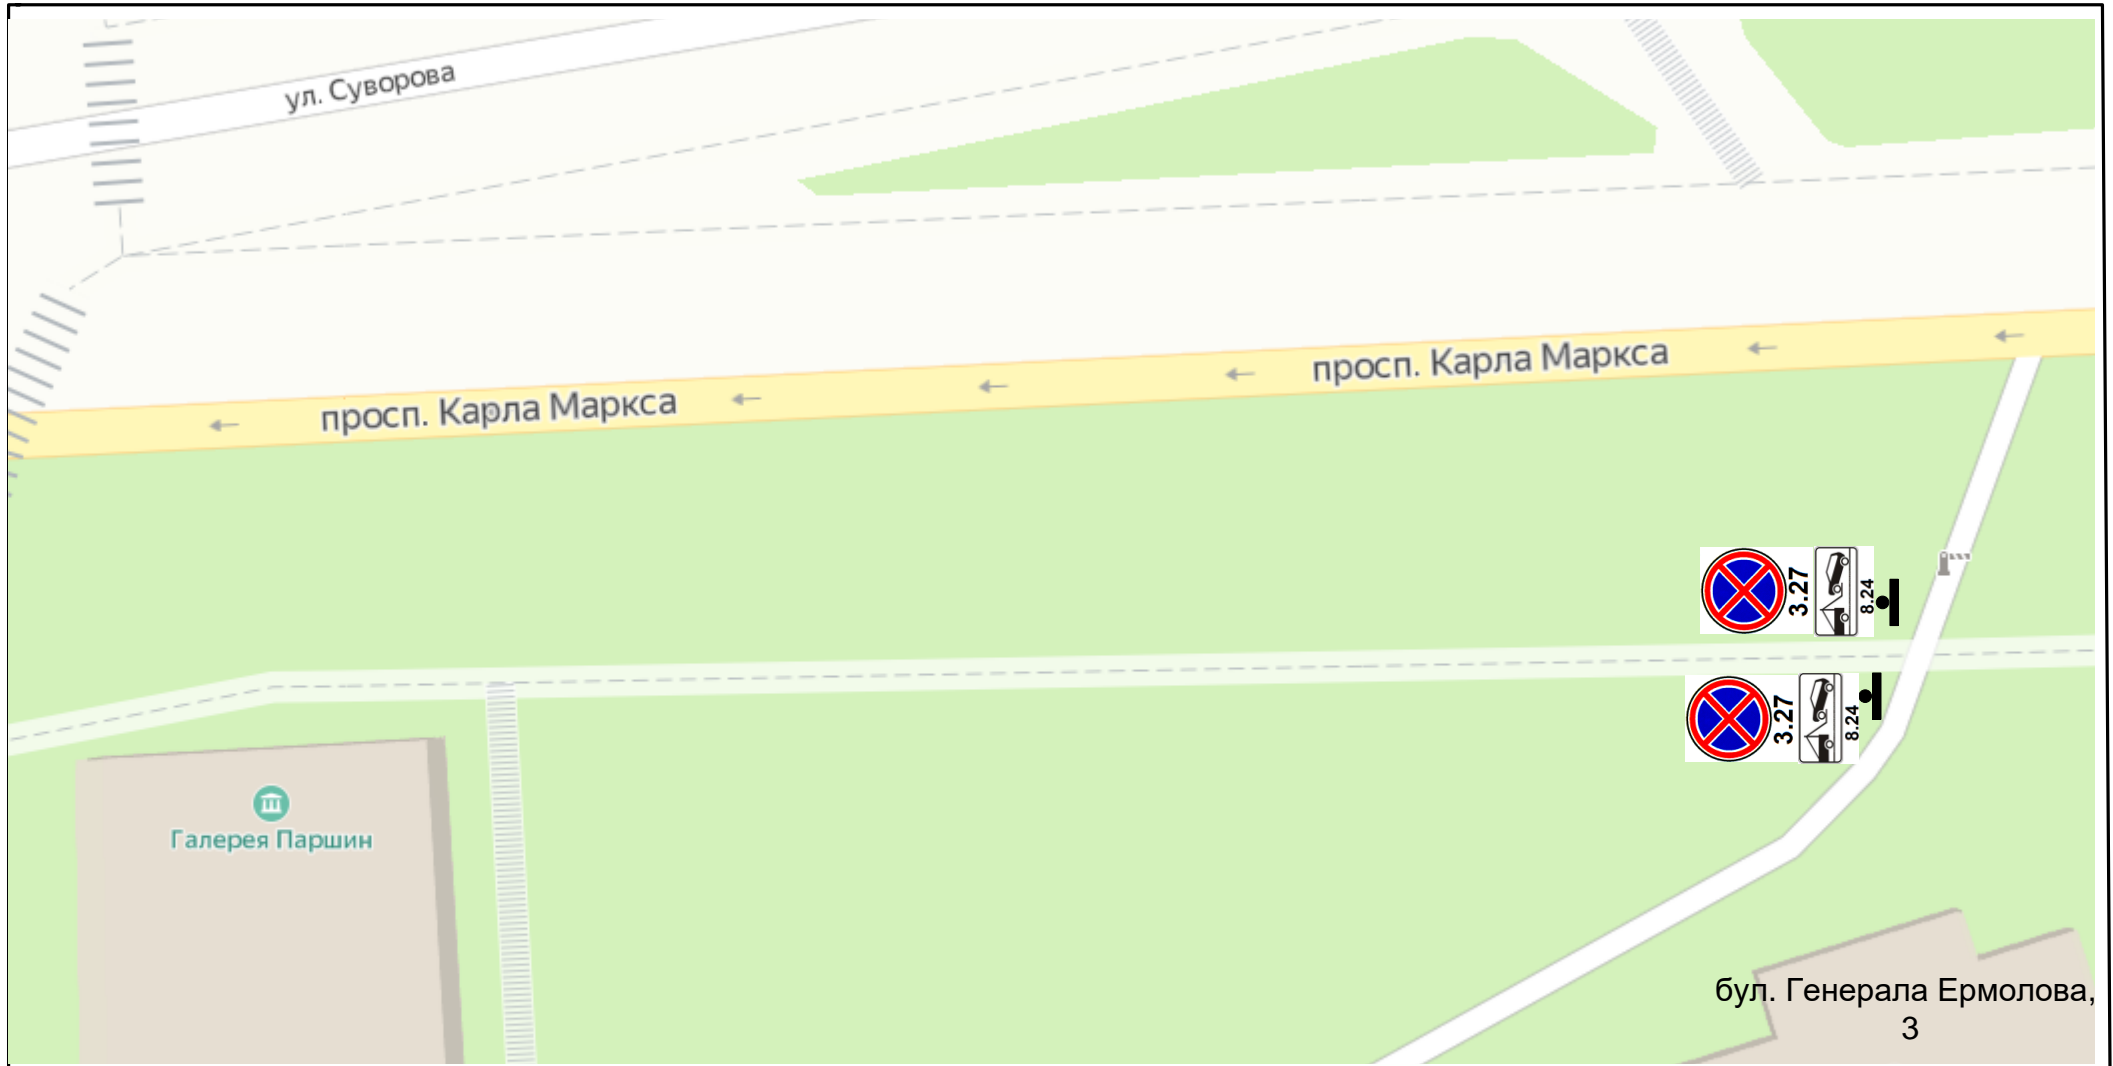 ул. Суворова
просп. Карла Маркса
просп. Карла Маркса
3.27
8.24
3.27
8.24
Галерея Паршин
бул. Генерала Ермолова,
3